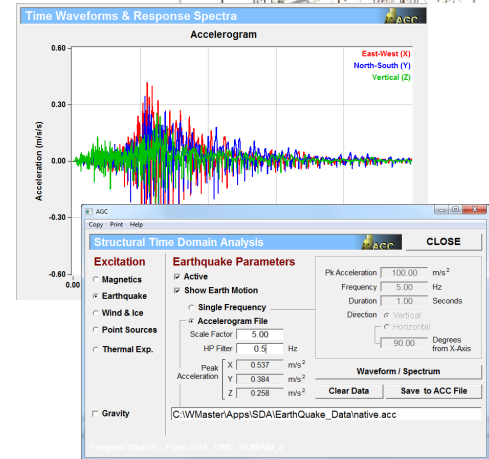 Time Waveforms & Response Spectra
AGC
Accelerogram
East-West (X)
North-South (Y)
Vertical (Z)
Acceleration (m/s/s)
0.60
0.30
0.00
-0.30
-0.60
0.00
AGC
Copy Print Help
Structural Time Domain Analysis
AGC
CLOSE
Excitation
Magnetics
Earthquake
Wind & Ice
Point Sources
Thermal Exp.
Gravity
Earthquake Parameters
Active
Show Earth Motion
Single Frequency
Accelerogram File
Scale Factor 5.00
HP Filter 0.5 Hz
Peak Acceleration
X 0.537 m/s²
Y 0.384 m/s²
Z 0.258 m/s²
Pk Acceleration 100.00 m/s²
Frequency 5.00 Hz
Duration 1.00 Seconds
Direction Vertical
Horizontal
90.00 Degrees from X-Axis
Waveform / Spectrum
Clear Data Save to ACC File
C:\WMaster\Apps\SDA\EarthQuake_Data\native.acc